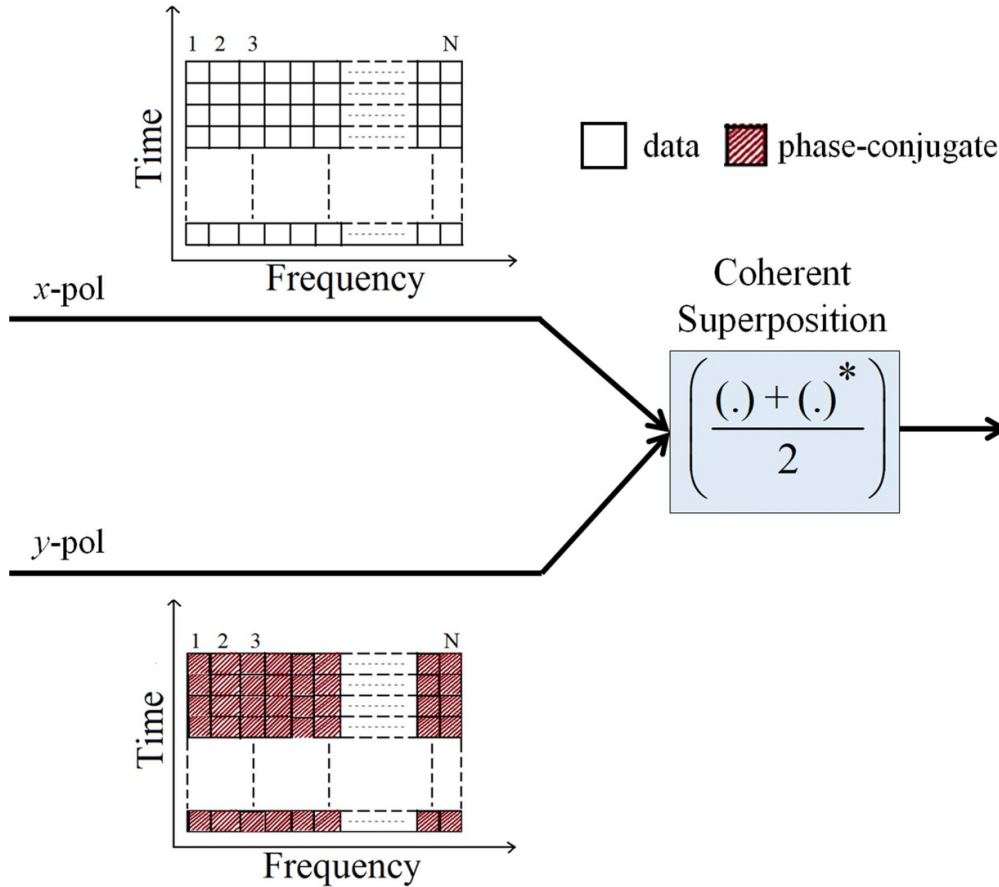 1 2 3 N
Time
Frequency
data
phase-conjugate
x-pol
Coherent
Superposition
( (.) + (.)* / 2 )
y-pol
1 2 3 N
Time
Frequency